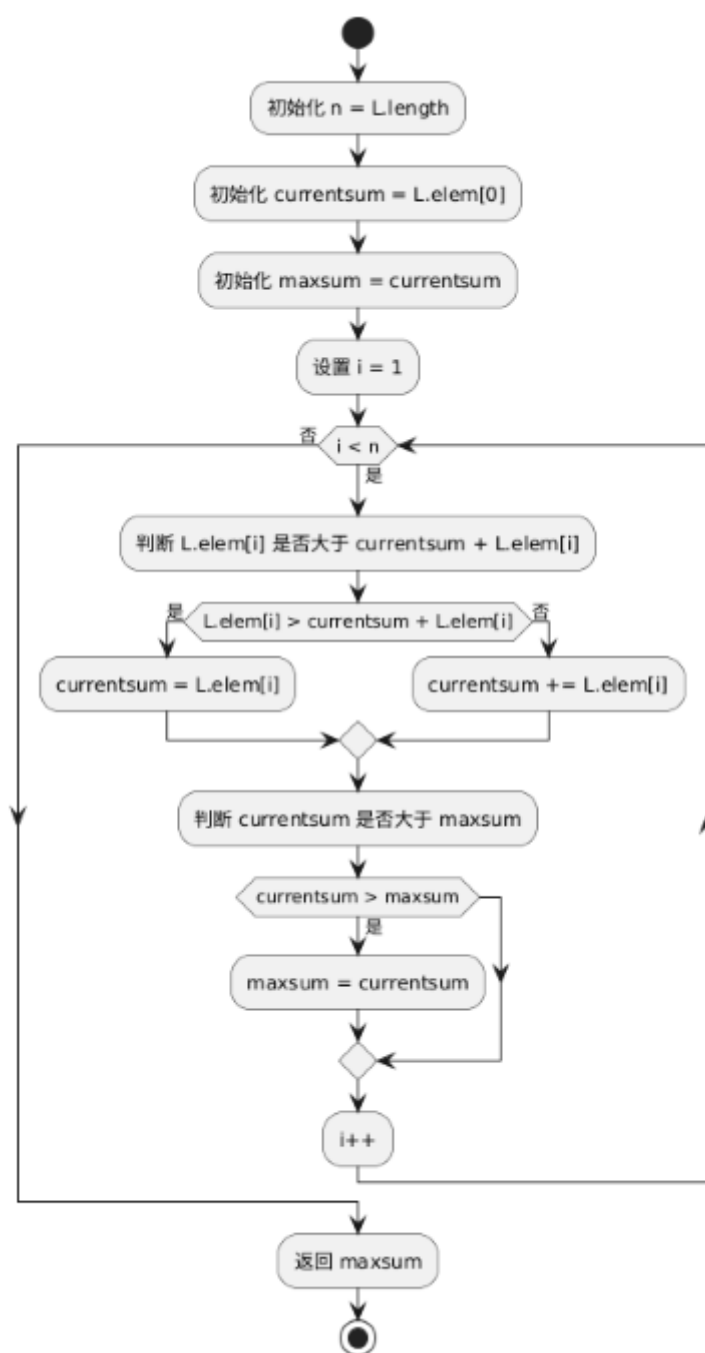 初始化 n = L.length
初始化 currentsum = L.elem[0]
初始化 maxsum = currentsum
设置 i = 1
否
i < n
是
判断 L.elem[i] 是否大于 currentsum + L.elem[i]
是
L.elem[i] > currentsum + L.elem[i]
否
currentsum = L.elem[i]
currentsum += L.elem[i]
判断 currentsum 是否大于 maxsum
currentsum > maxsum
是
maxsum = currentsum
i++
返回 maxsum